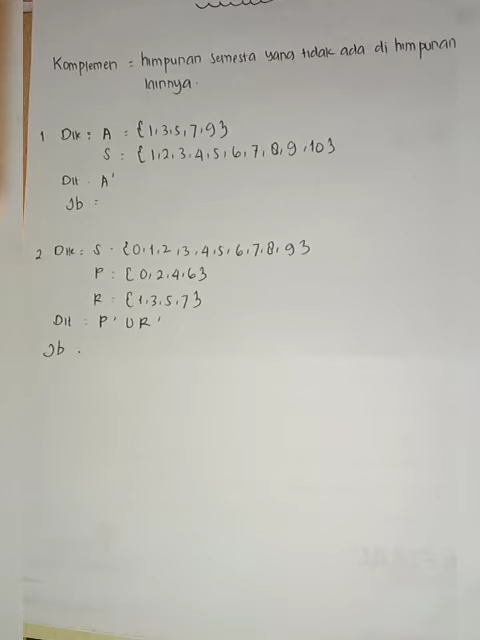 Komplemen = himpunan semesta yang tidak ada di himpunan
lainnya.
1 Dik : A = {1,3,5,7,9}
S : {1,2,3,4,5,6,7,8,9,10}
Dit . A'
Jb =
2 Dik : S . {0,1,2,3,4,5,6,7,8,9}
P : {0,2,4,6}
R : {1,3,5,7}
Dit : P' U R'
Jb .